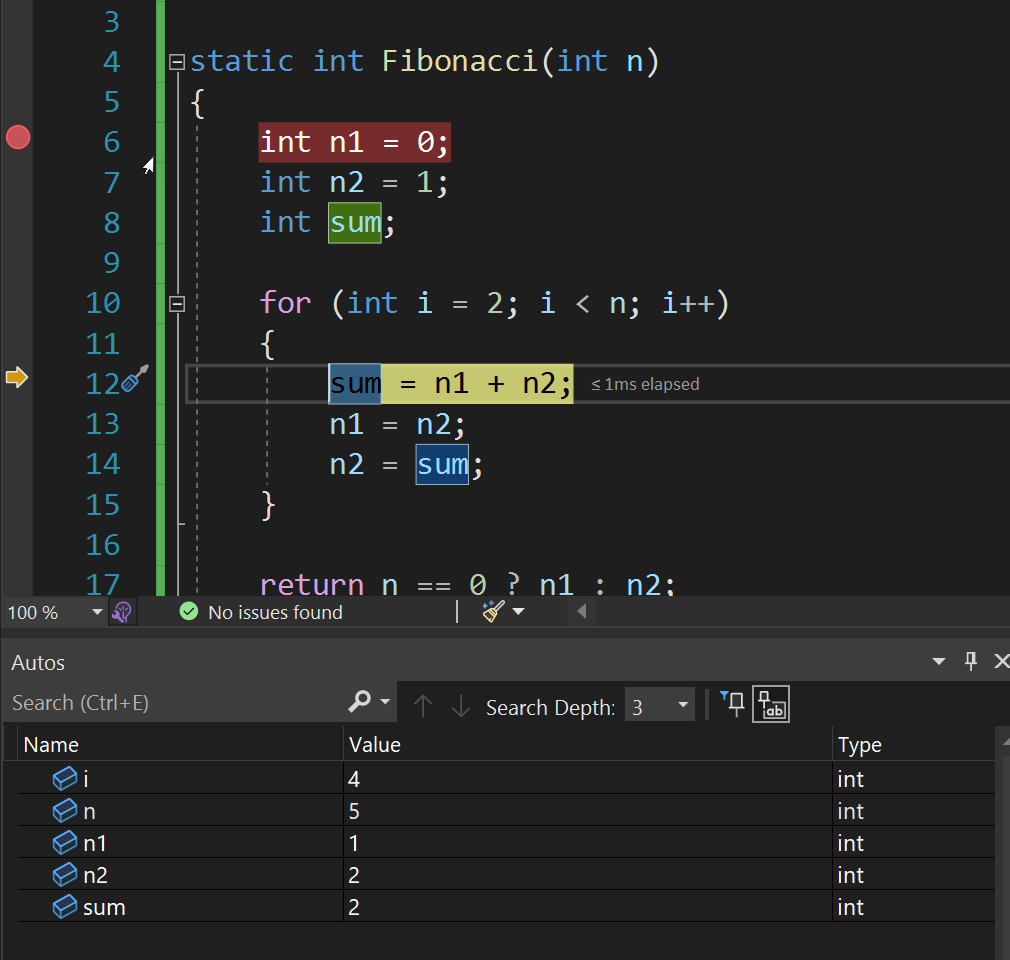 3
4 static int Fibonacci(int n)
5 {
6 int n1 = 0;
7 int n2 = 1;
8 int sum;
9
10 for (int i = 2; i < n; i++)
11 {
12 sum = n1 + n2; ≤ 1ms elapsed
13 n1 = n2;
14 n2 = sum;
15 }
16
17 return n == 0 ? n1 : n2;
100 % No issues found
Autos
Search (Ctrl+E) Search Depth: 3 ab
Name Value Type
i 4 int
n 5 int
n1 1 int
n2 2 int
sum 2 int